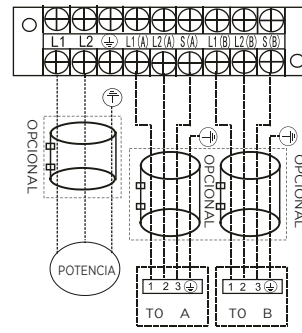 L1 L2 L1(A) L2(A) S(A) L1(B) L2(B) S(B)
OPCIONAL
OPCIONAL
OPCIONAL
POTENCIA
1 2 3
1 2 3
TO A
TO B